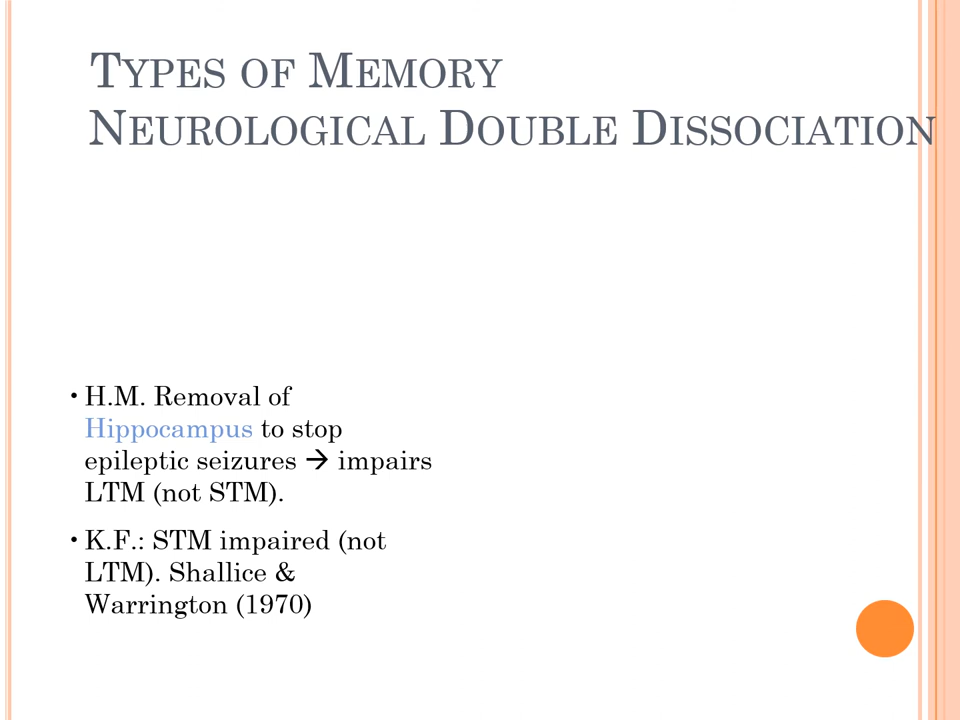 Types of Memory
Neurological Double Dissociation
• H.M. Removal of
Hippocampus to stop
epileptic seizures → impairs
LTM (not STM).
• K.F.: STM impaired (not
LTM). Shallice &
Warrington (1970)